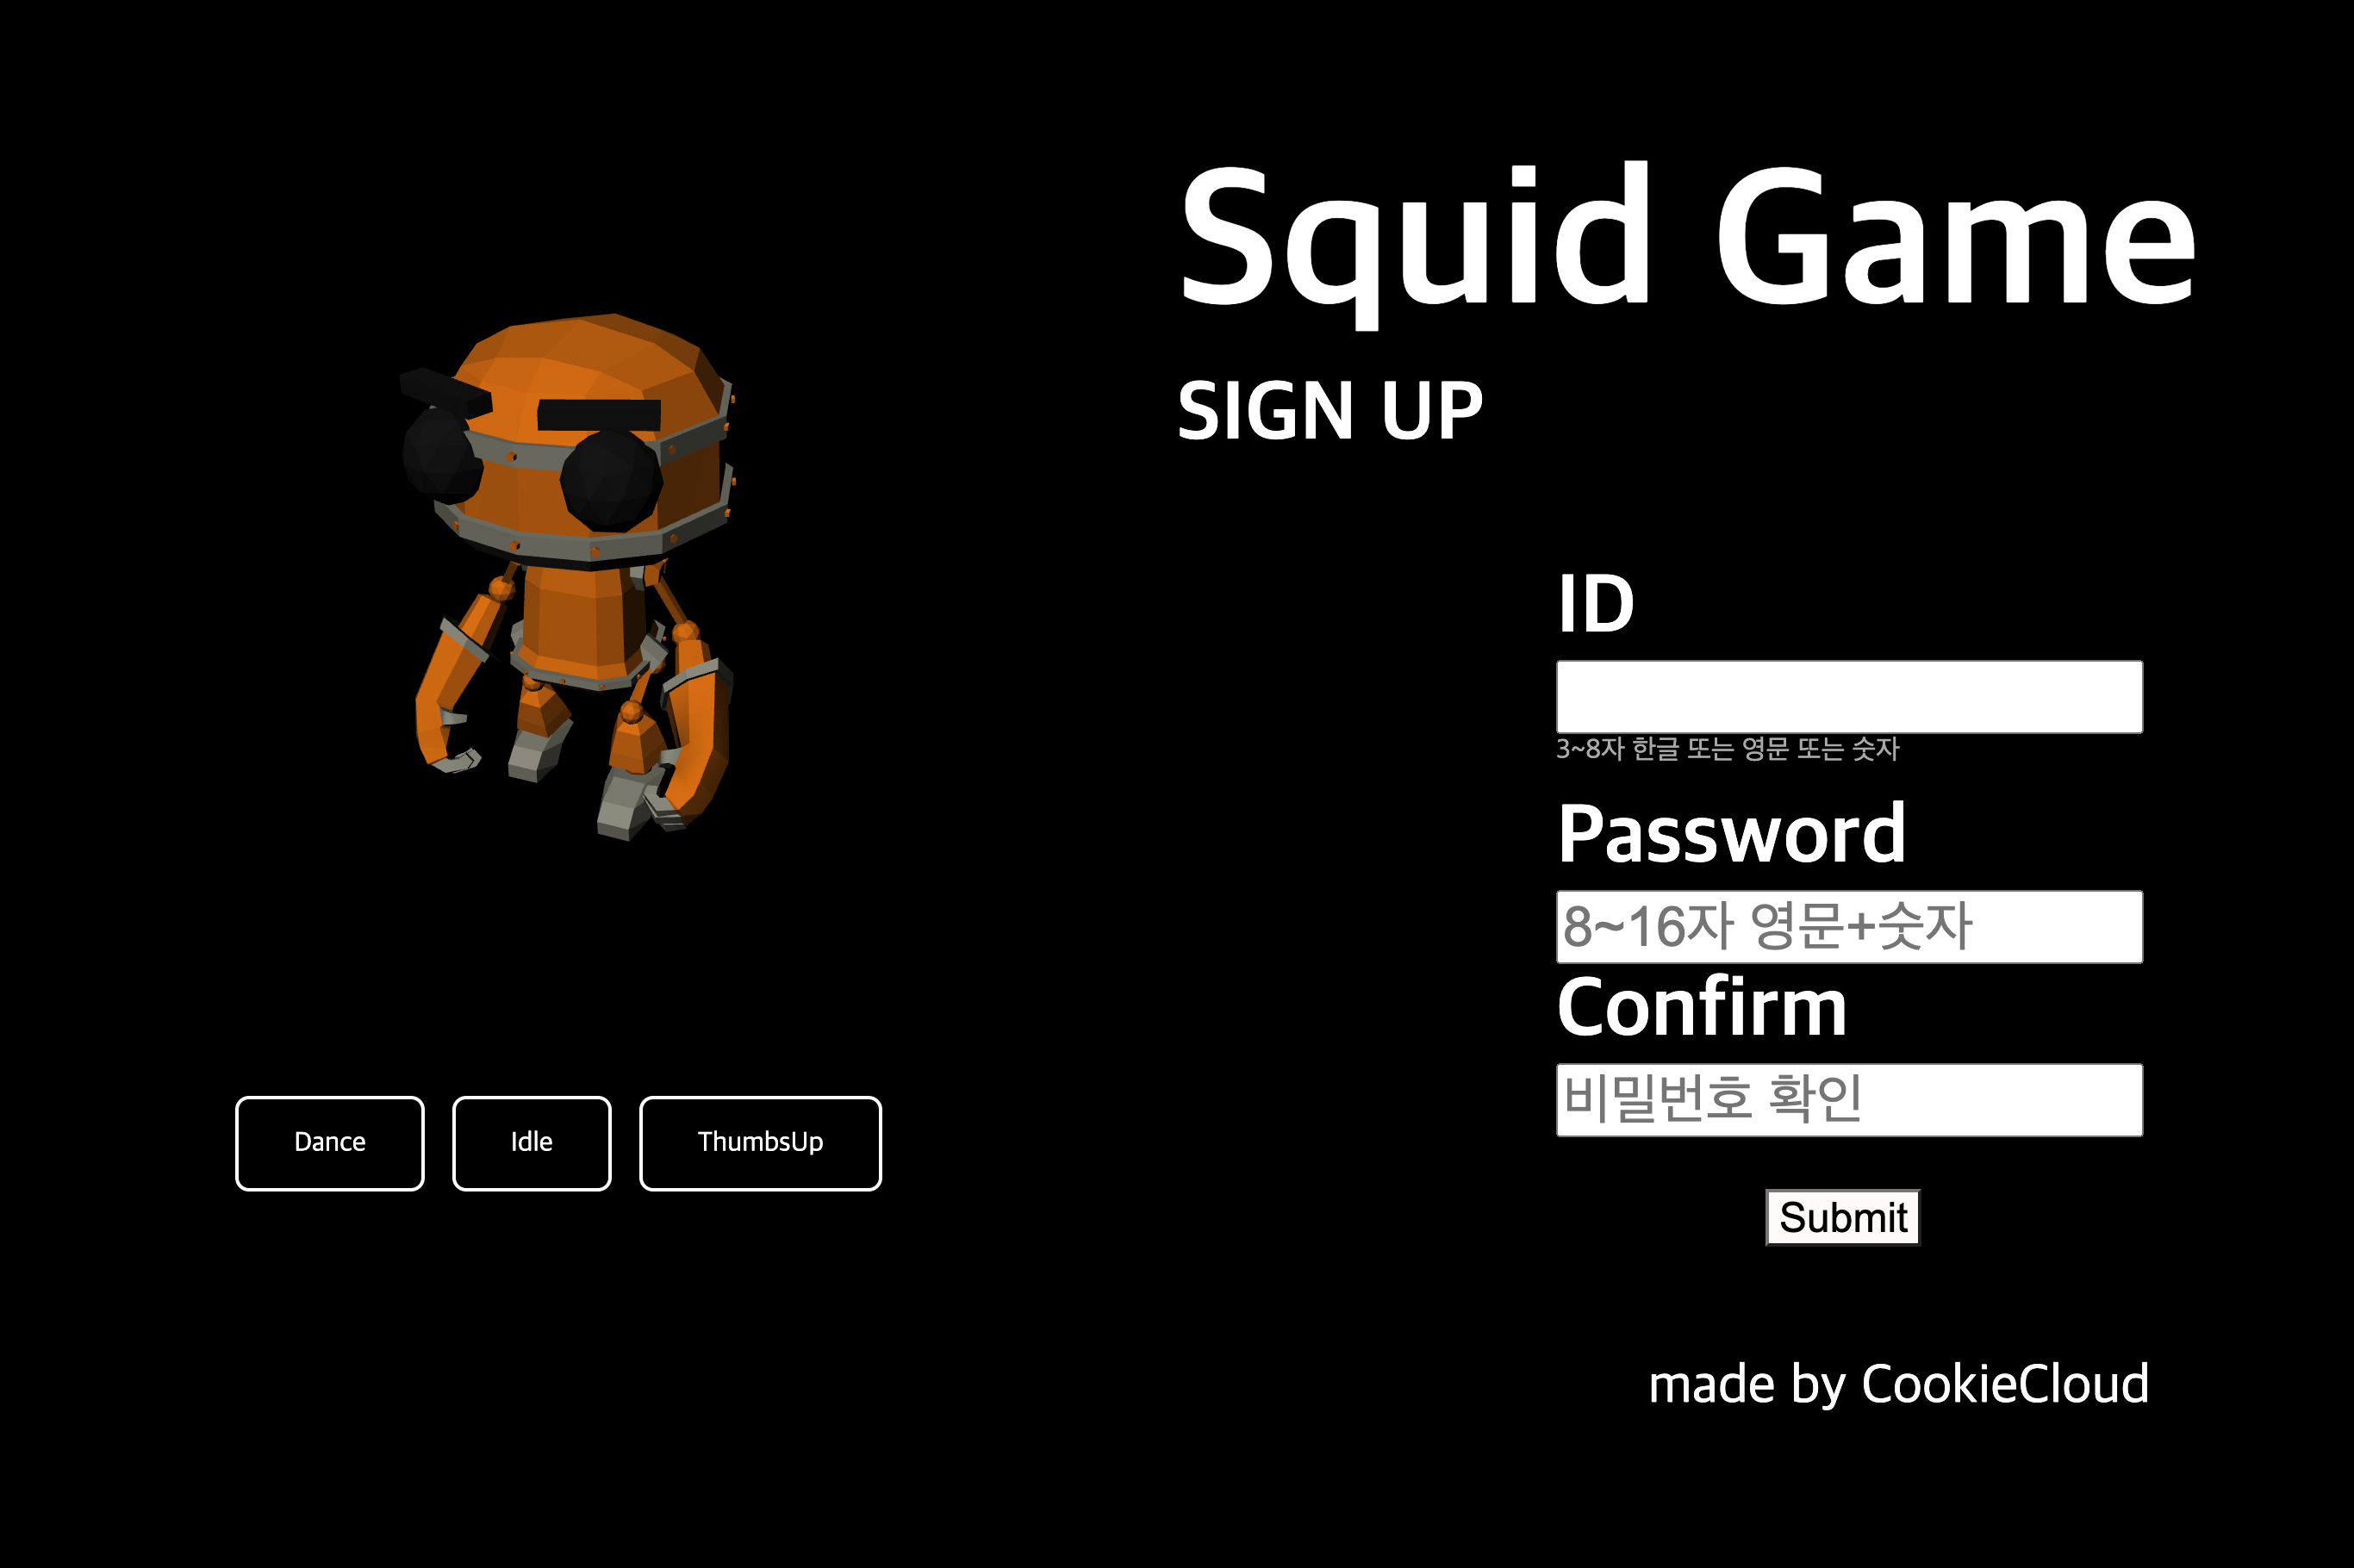 Squid Game
SIGN UP
ID
3~8자 한글 또는 영문 또는 숫자
Password
8~16자 영문+숫자
Confirm
비밀번호 확인
Submit
Dance
Idle
ThumbsUp
made by CookieCloud